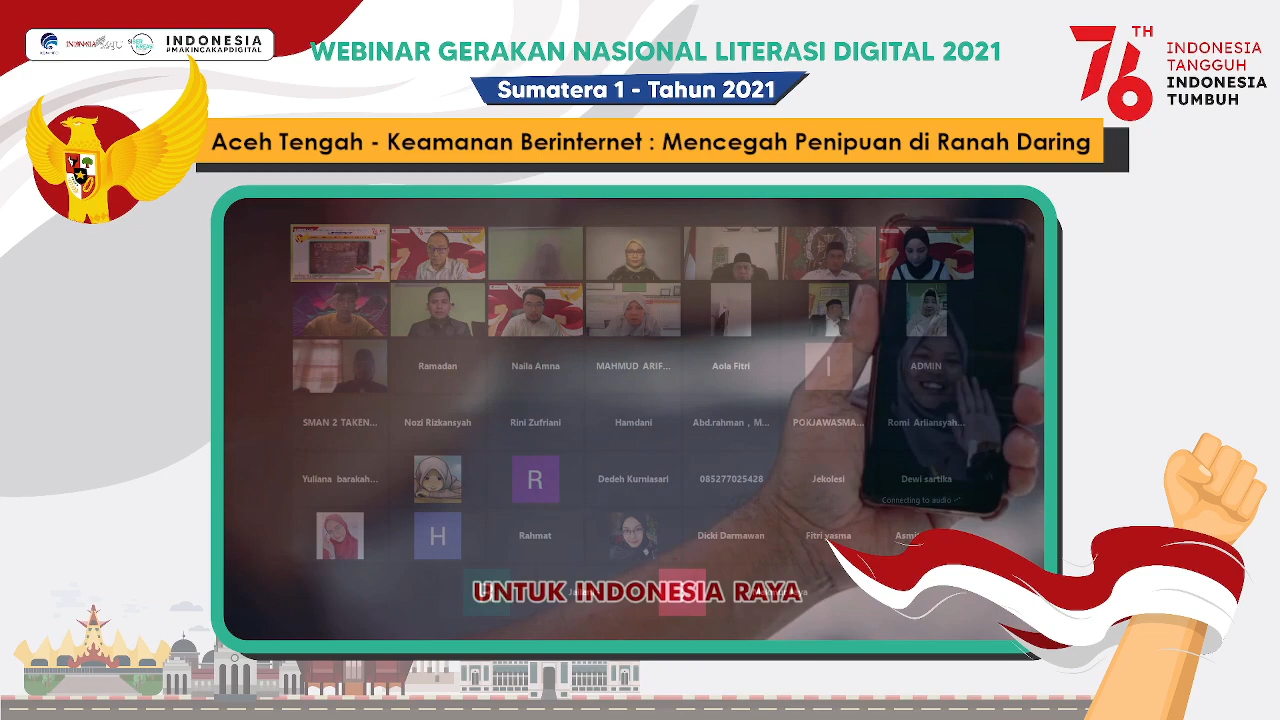 KOMINFO
INDONESIA
#MAKINCAKAPDIGITAL
WEBINAR GERAKAN NASIONAL LITERASI DIGITAL 2021
Sumatera 1 - Tahun 2021
76 TH
INDONESIA
TANGGUH
INDONESIA
TUMBUH
Aceh Tengah - Keamanan Berinternet : Mencegah Penipuan di Ranah Daring
Ramadan
Naila Amna
MAHMUD ARIF...
Aola Fitri
I
ADMIN
SMAN 2 TAKEN...
Nozi Rizkansyah
Rini Zufriani
Hamdani
Abd.rahman , M...
POKJAWASMA...
Romi Arliansyah...
Yuliana barakah...
R
Dedeh Kurniasari
085277025428
Jekolesi
Dewi sartika
Connecting to audio
H
Rahmat
Dicki Darmawan
Fitri yasma
UNTUK INDONESIA RAYA